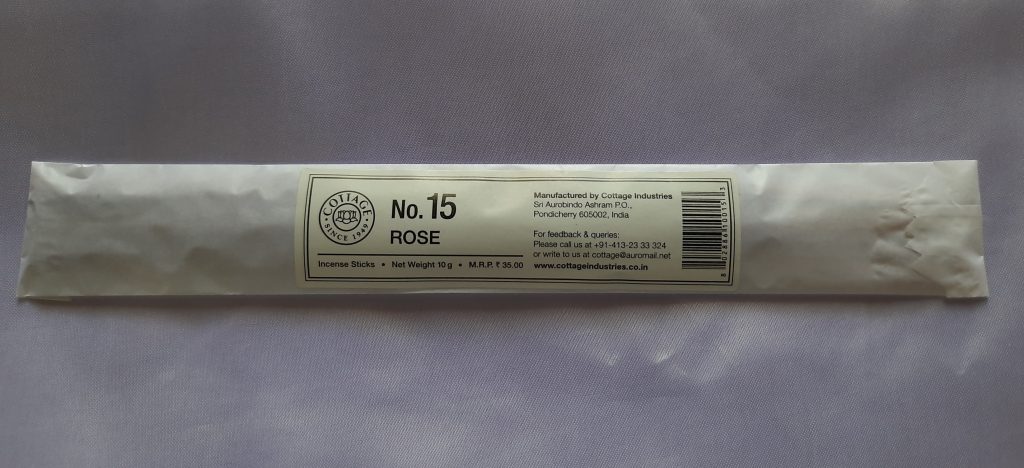 COTTAGE
• SINCE 1949 •
No. 15
ROSE
Incense Sticks • Net Weight 10 g • M.R.P. ₹ 35.00
Manufactured by Cottage Industries
Sri Aurobindo Ashram P.O.,
Pondicherry 605002, India
For feedback & queries:
Please call us at +91-413-23 33 324
or write to us at cottage@auromail.net
www.cottageindustries.co.in